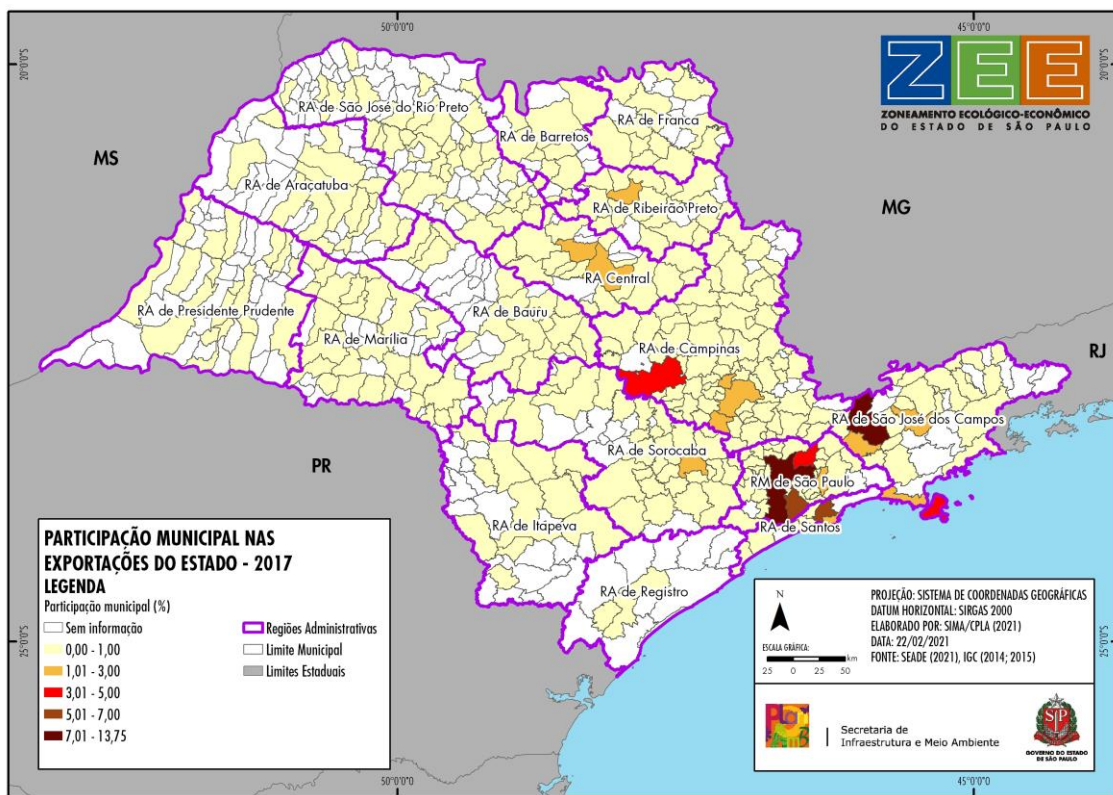 50°0'0"O
45°0'0"O
20°0'0"S
20°0'0"S
ZEE
ZONEAMENTO ECOLÓGICO-ECONÔMICO
DO ESTADO DE SÃO PAULO
MS
MG
RJ
PR
RA de São José do Rio Preto
RA de Barretos
RA de Franca
RA de Araçatuba
RA de Ribeirão Preto
RA Central
RA de Presidente Prudente
RA de Bauru
RA de Marília
RA de Campinas
RA de São José dos Campos
RA de Sorocaba
RM de São Paulo
RA de Itapeva
RA de Santos
RA de Registro
PARTICIPAÇÃO MUNICIPAL NAS
EXPORTAÇÕES DO ESTADO - 2017
LEGENDA
Participação municipal (%)
Sem informação
0,00 - 1,00
1,01 - 3,00
3,01 - 5,00
5,01 - 7,00
7,01 - 13,75
Regiões Administrativas
Limite Municipal
Limites Estaduais
N
ESCALA GRÁFICA:
25 0 25 50
km
PROJEÇÃO: SISTEMA DE COORDENADAS GEOGRÁFICAS
DATUM HORIZONTAL: SIRGAS 2000
ELABORADO POR: SIMA/CPLA (2021)
DATA: 22/02/2021
FONTE: SEADE (2021), IGC (2014; 2015)
Secretaria de
Infraestrutura e Meio Ambiente
SP
GOVERNO DO ESTADO
DE SÃO PAULO
25°0'0"S
25°0'0"S
50°0'0"O
45°0'0"O